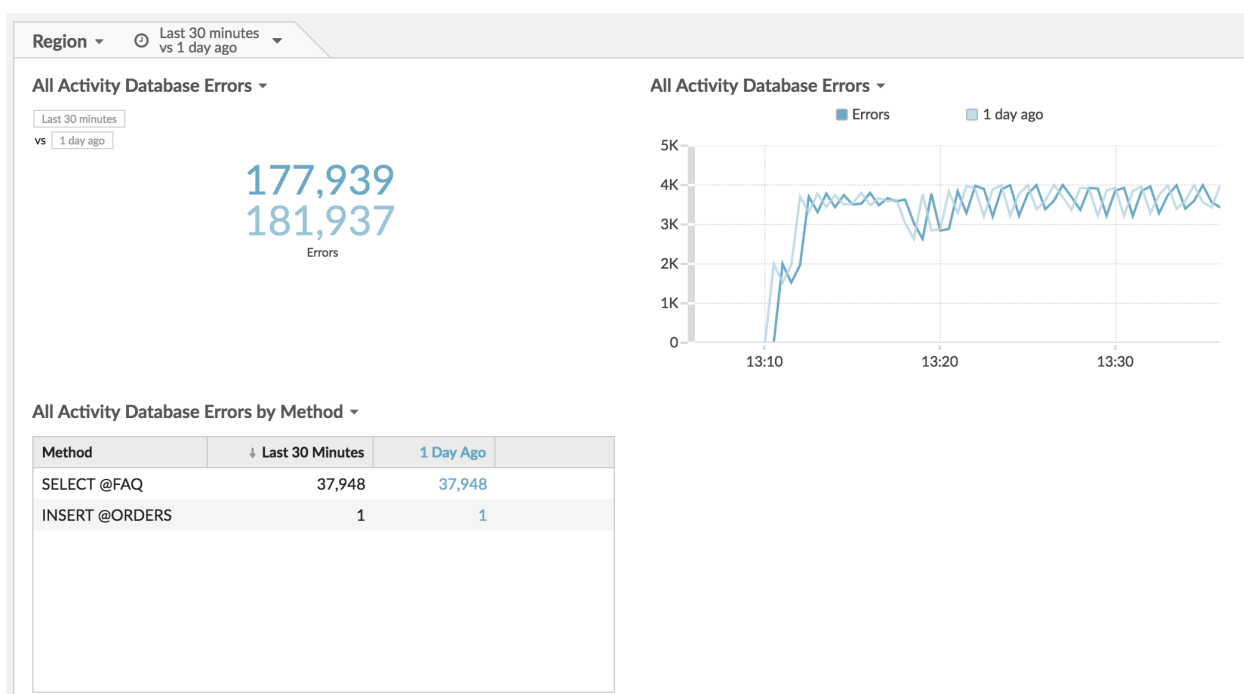 Region
Last 30 minutes
vs 1 day ago
All Activity Database Errors
Last 30 minutes
vs 1 day ago
177,939
181,937
Errors
All Activity Database Errors
Errors 1 day ago
5K
4K
3K
2K
1K
0
13:10 13:20 13:30
All Activity Database Errors by Method
Method Last 30 Minutes 1 Day Ago
SELECT @FAQ 37,948 37,948
INSERT @ORDERS 1 1